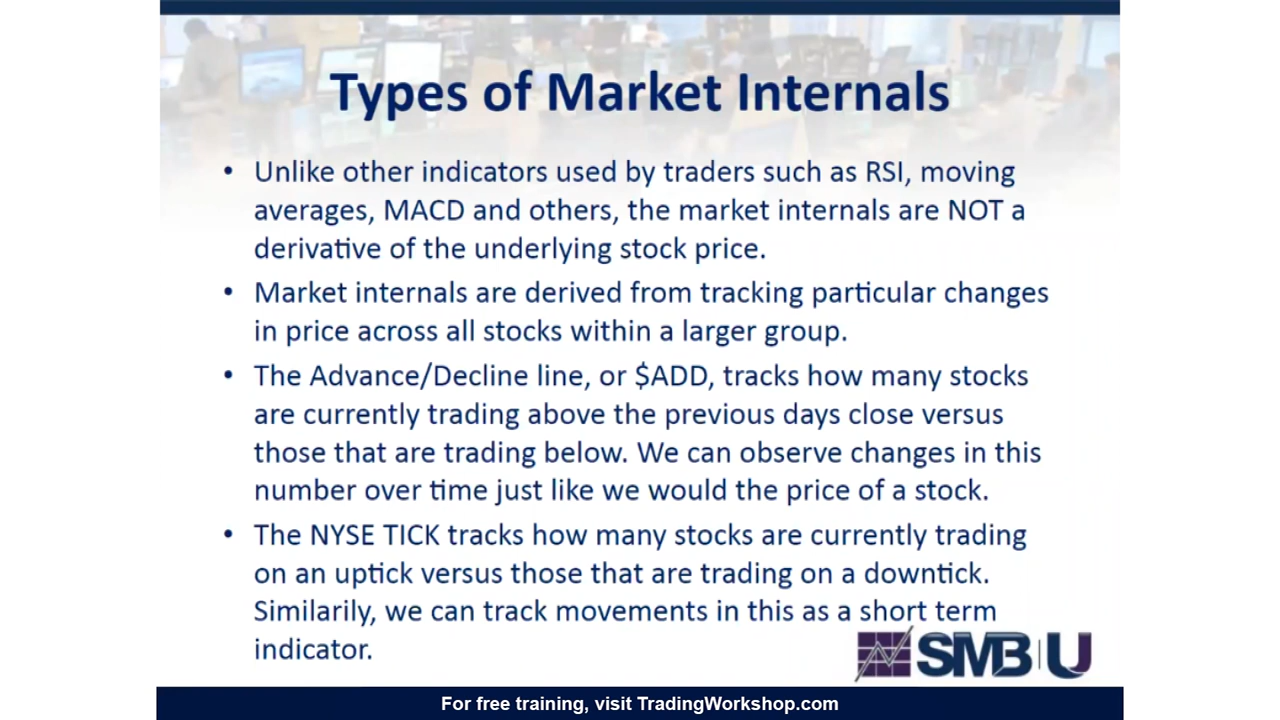 Types of Market Internals
• Unlike other indicators used by traders such as RSI, moving
averages, MACD and others, the market internals are NOT a
derivative of the underlying stock price.
• Market internals are derived from tracking particular changes
in price across all stocks within a larger group.
• The Advance/Decline line, or $ADD, tracks how many stocks
are currently trading above the previous days close versus
those that are trading below. We can observe changes in this
number over time just like we would the price of a stock.
• The NYSE TICK tracks how many stocks are currently trading
on an uptick versus those that are trading on a downtick.
Similarily, we can track movements in this as a short term
indicator.
SMB U
For free training, visit TradingWorkshop.com